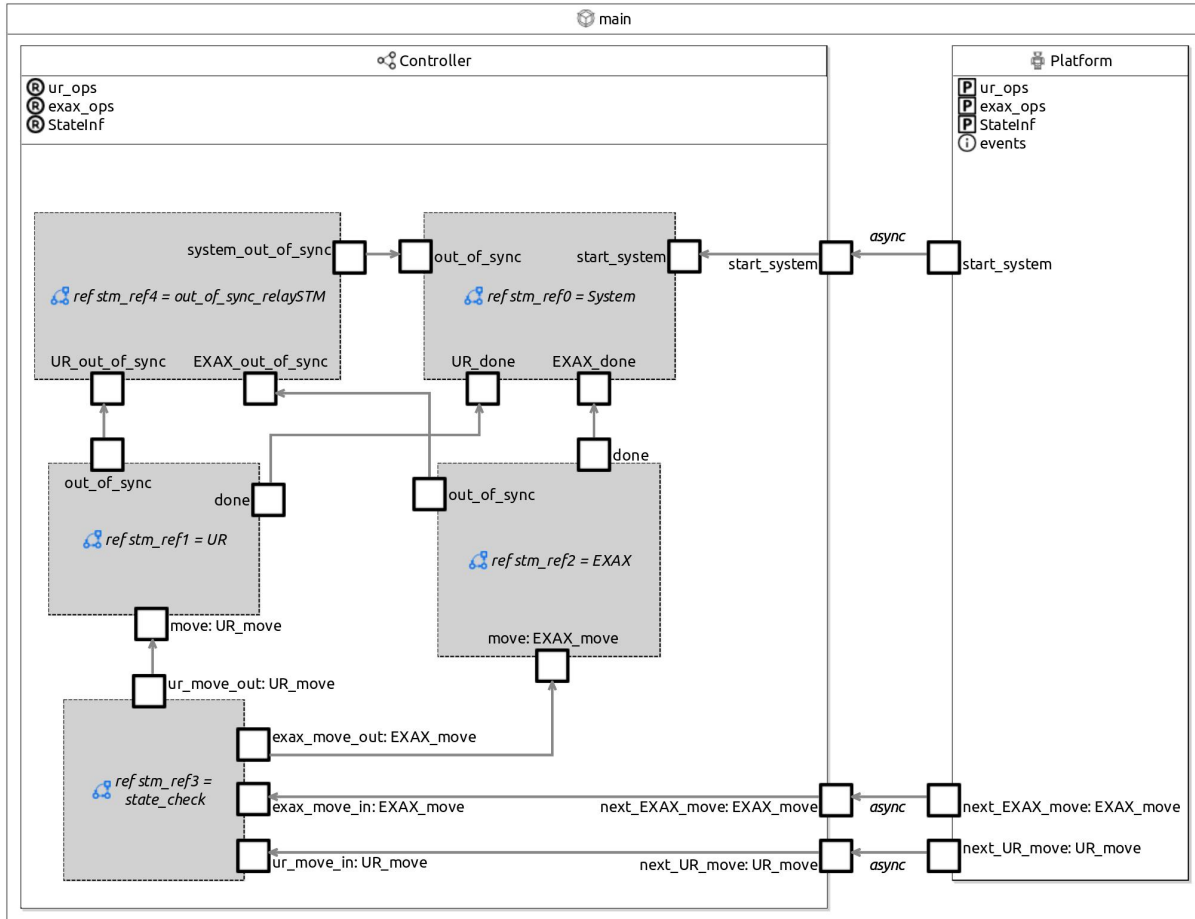 main
Controller
Platform
R ur_ops
R exax_ops
R StateInf
P ur_ops
P exax_ops
P StateInf
i events
system_out_of_sync
out_of_sync
start_system
start_system
async
start_system
ref stm_ref4 = out_of_sync_relaySTM
ref stm_ref0 = System
UR_out_of_sync
EXAX_out_of_sync
UR_done
EXAX_done
out_of_sync
done
out_of_sync
done
ref stm_ref1 = UR
ref stm_ref2 = EXAX
move: UR_move
move: EXAX_move
ur_move_out: UR_move
exax_move_out: EXAX_move
ref stm_ref3 =
state_check
exax_move_in: EXAX_move
next_EXAX_move: EXAX_move
async
next_EXAX_move: EXAX_move
ur_move_in: UR_move
next_UR_move: UR_move
async
next_UR_move: UR_move